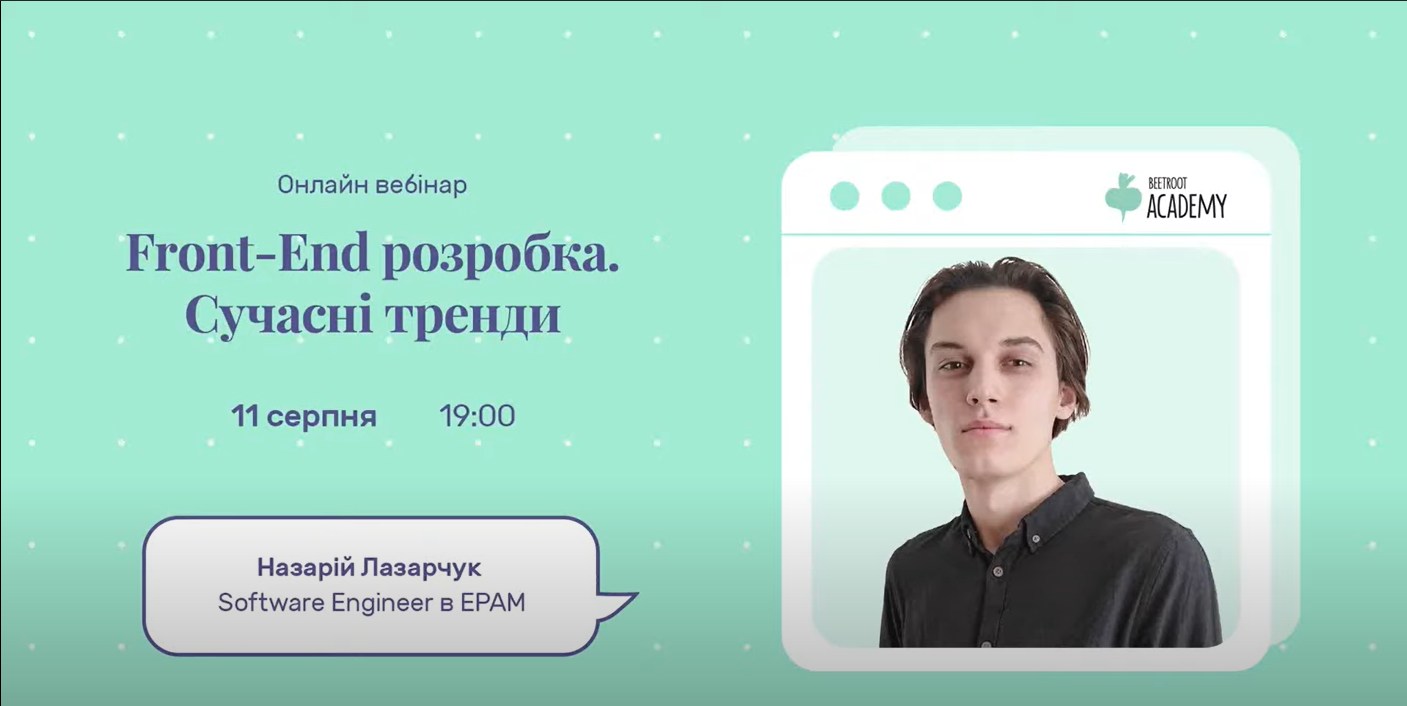 Онлайн вебінар
Front-End розробка.
Сучасні тренди
11 серпня 19:00
Назарій Лазарчук
Software Engineer в EPAM
BEETROOT
ACADEMY